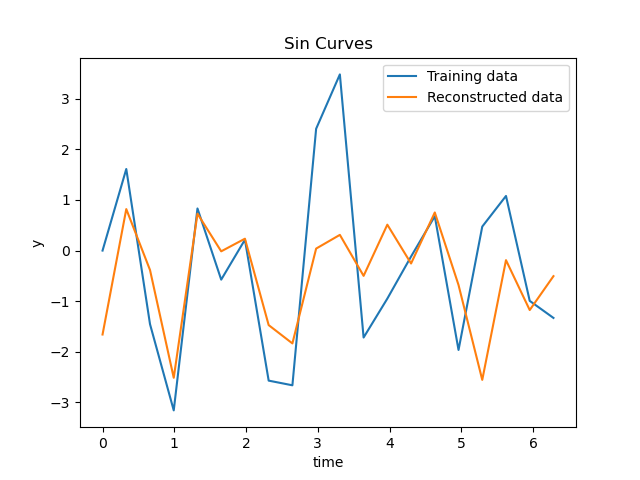 Sin Curves
Training data
Reconstructed data
3
2
1
0
−1
−2
−3
y
0 1 2 3 4 5 6
time